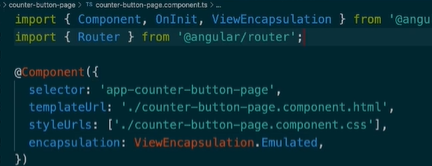 > counter-button-page > TS counter-button-page.component.ts > ...
import { Component, OnInit, ViewEncapsulation } from '@ang
import { Router } from '@angular/router';
@Component({
selector: 'app-counter-button-page',
templateUrl: './counter-button-page.component.html',
styleUrls: ['./counter-button-page.component.css'],
encapsulation: ViewEncapsulation.Emulated,
})